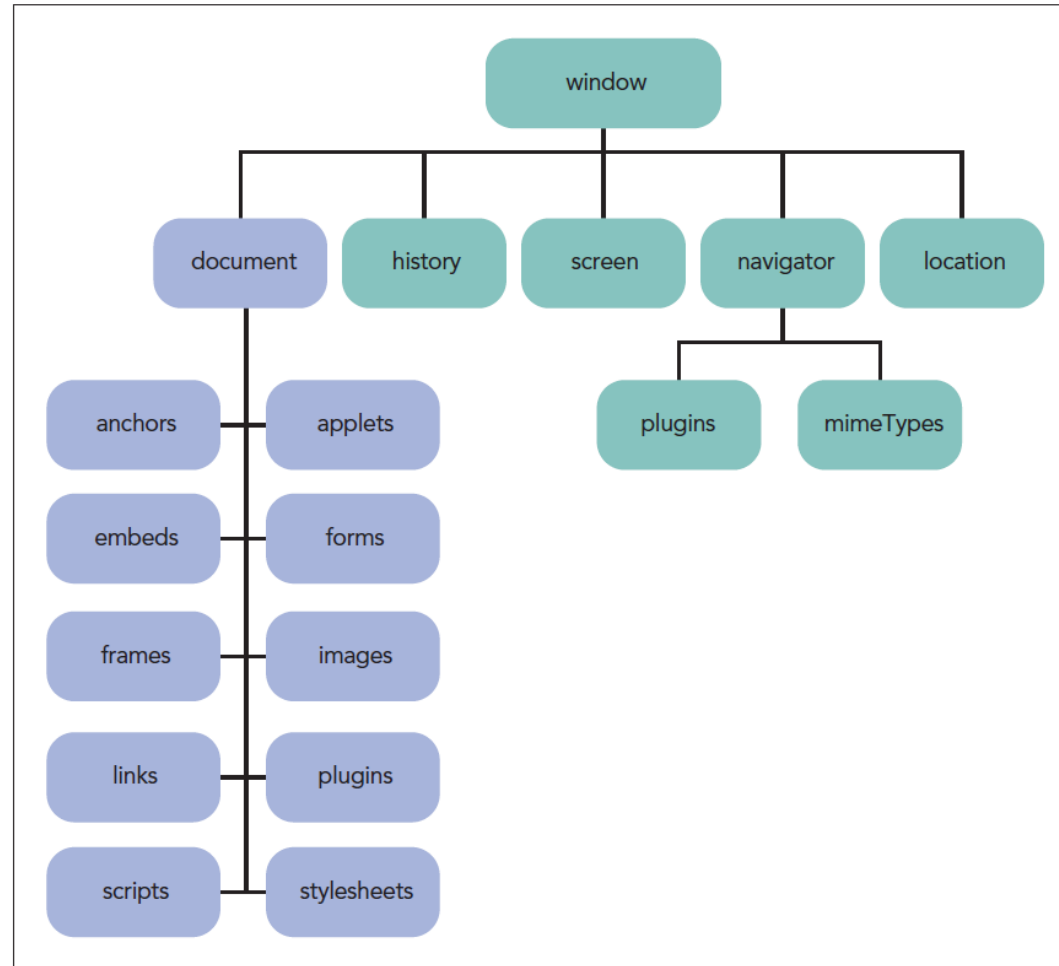 window
document
history
screen
navigator
location
plugins
mimeTypes
anchors
applets
embeds
forms
frames
images
links
plugins
scripts
stylesheets